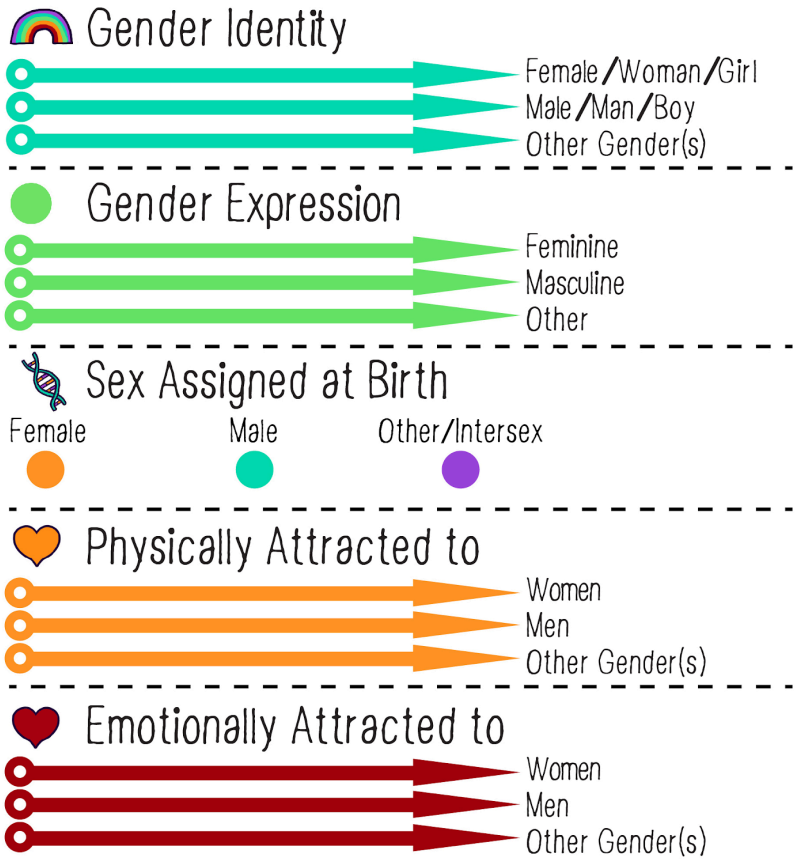 Gender Identity
Female/Woman/Girl
Male/Man/Boy
Other Gender(s)
Gender Expression
Feminine
Masculine
Other
Sex Assigned at Birth
Female Male Other/Intersex
Physically Attracted to
Women
Men
Other Gender(s)
Emotionally Attracted to
Women
Men
Other Gender(s)